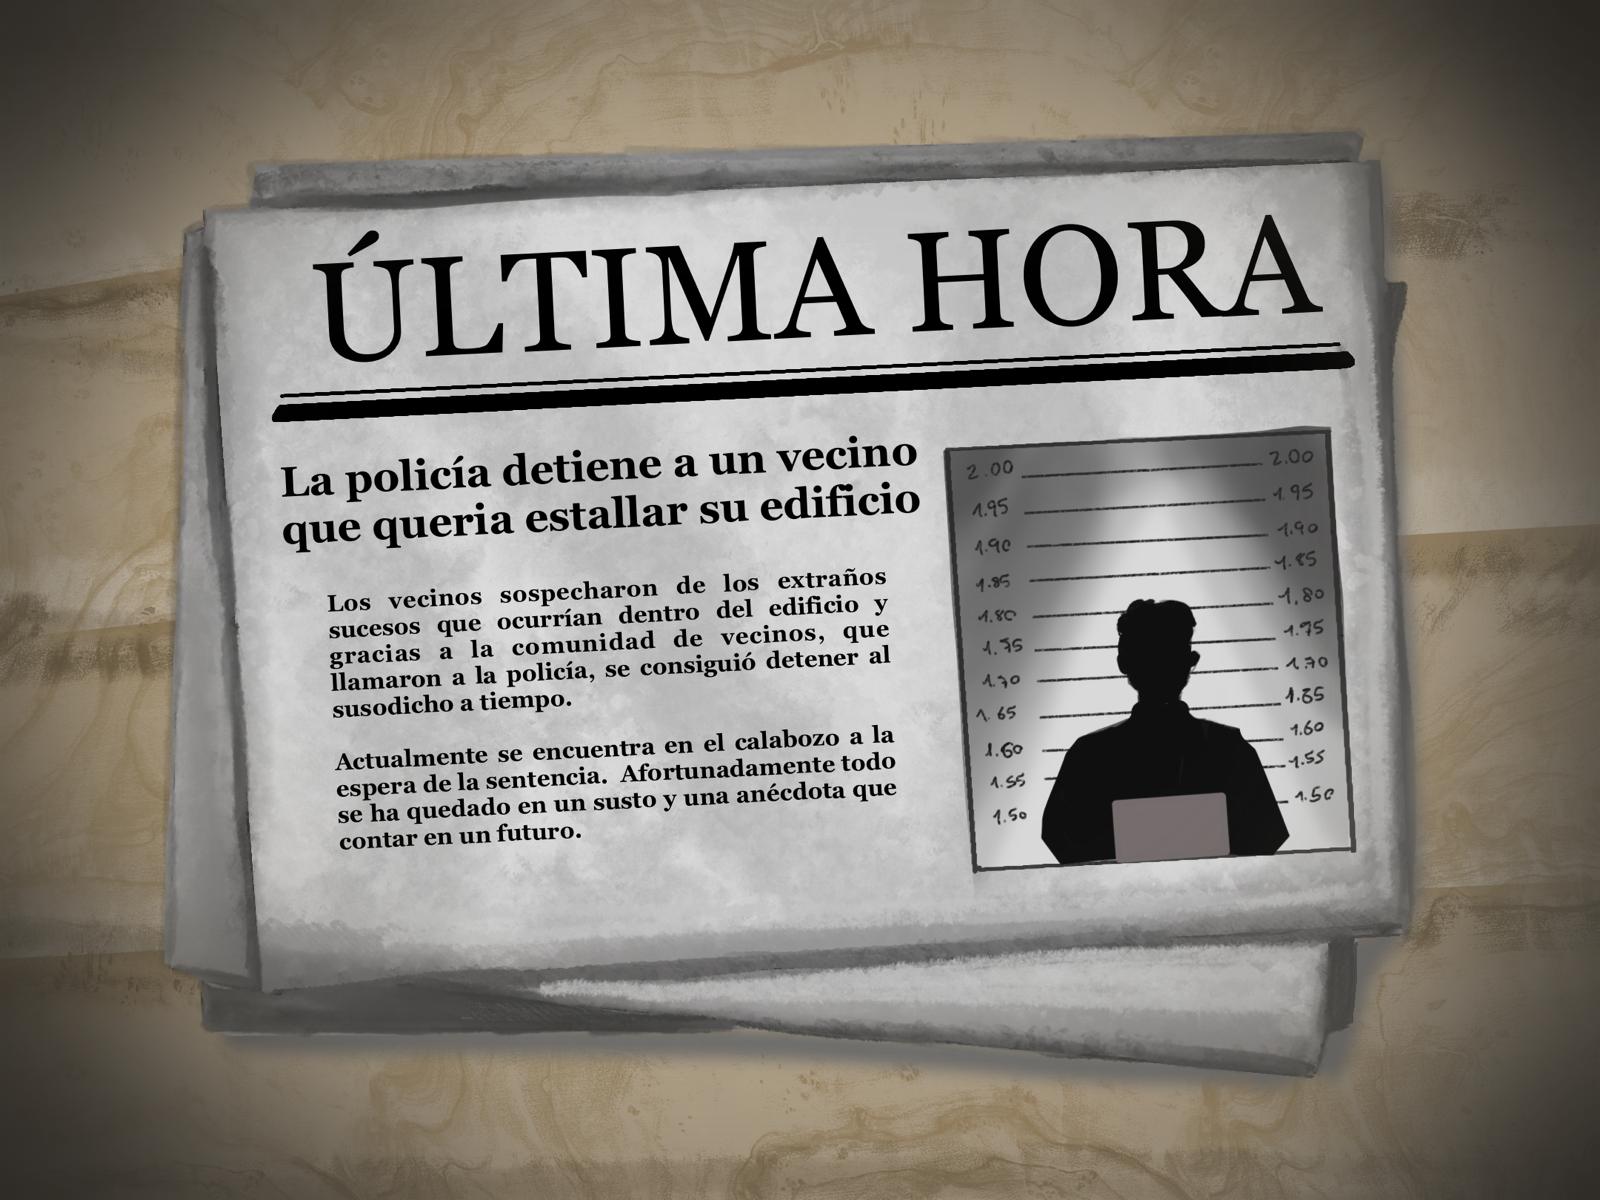 ÚLTIMA HORA
La policía detiene a un vecino
que queria estallar su edificio
Los vecinos sospecharon de los extraños
sucesos que ocurrían dentro del edificio y
gracias a la comunidad de vecinos, que
llamaron a la policía, se consiguió detener al
susodicho a tiempo.
Actualmente se encuentra en el calabozo a la
espera de la sentencia. Afortunadamente todo
se ha quedado en un susto y una anécdota que
contar en un futuro.
2.00 2.00
1.95 1.95
1.90 1.90
1.85 1.85
1.80 1,80
1.75 1.75
1.70 1.70
1.65 1.65
1.60 1.60
1.55 1.55
1.50 1.50